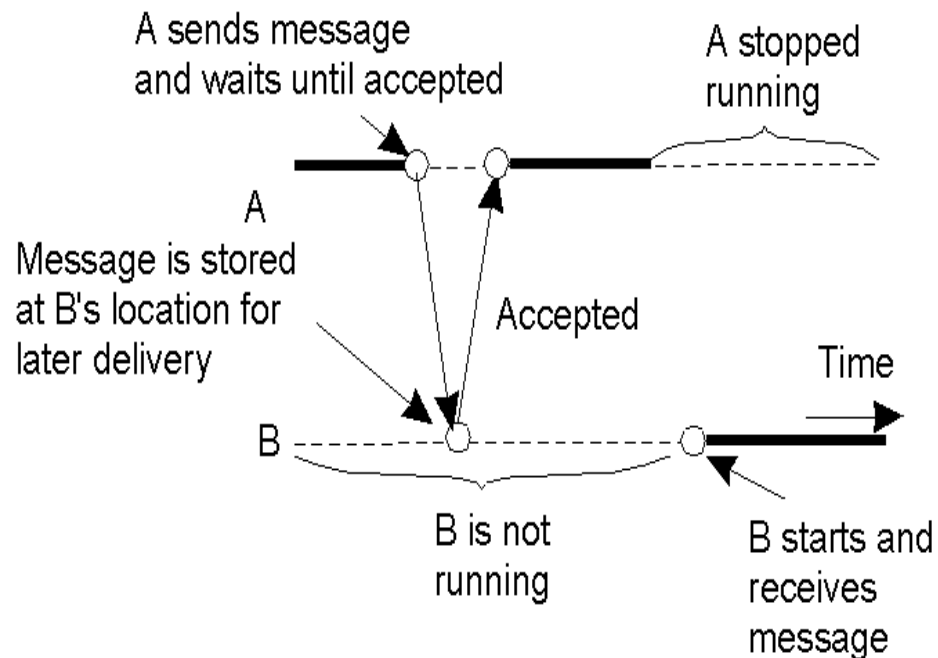 A sends message
and waits until accepted
A stopped
running
A
Message is stored
at B's location for
later delivery
Accepted
Time
B
B is not
running
B starts and
receives
message